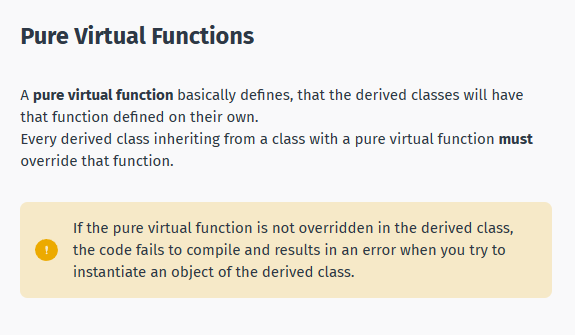 Pure Virtual Functions
A pure virtual function basically defines, that the derived classes will have
that function defined on their own.
Every derived class inheriting from a class with a pure virtual function must
override that function.
If the pure virtual function is not overridden in the derived class,
! the code fails to compile and results in an error when you try to
instantiate an object of the derived class.